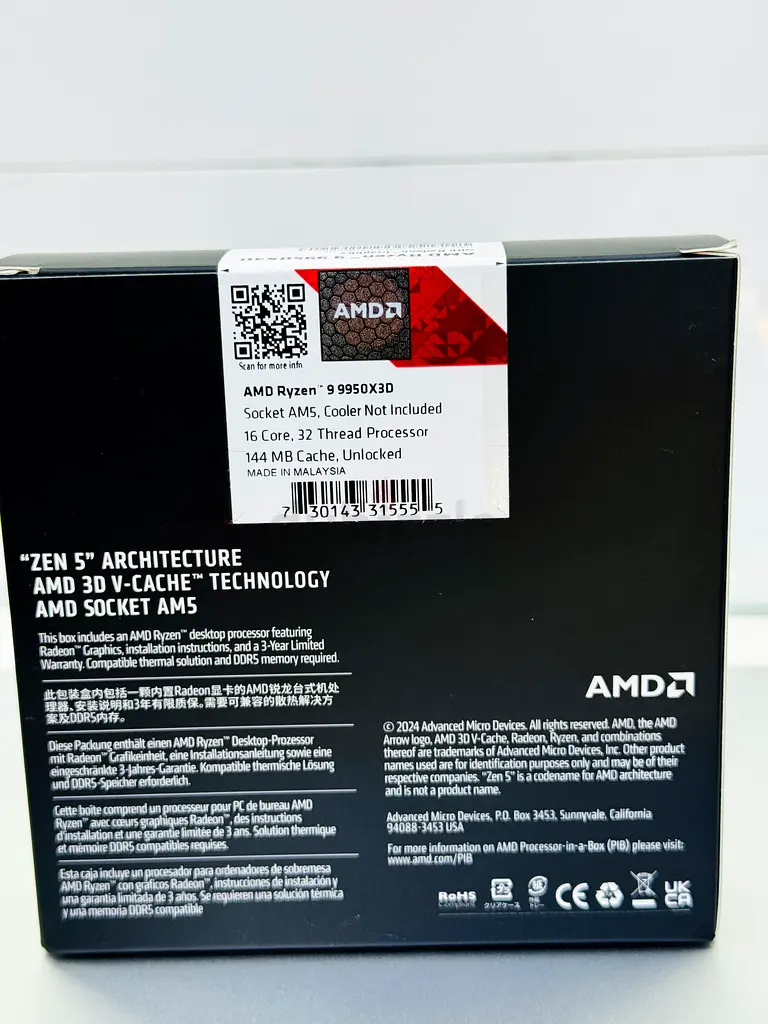 AMD Ryzen 9 9950X3D
AMD
Scan for more info
AMD Ryzen™ 9 9950X3D
Socket AM5, Cooler Not Included
16 Core, 32 Thread Processor
144 MB Cache, Unlocked
MADE IN MALAYSIA
7 30143 31555 5
“ZEN 5” ARCHITECTURE
AMD 3D V-CACHE™ TECHNOLOGY
AMD SOCKET AM5
This box includes an AMD Ryzen™ desktop processor featuring
Radeon™ Graphics, installation instructions, and a 3-Year Limited
Warranty. Compatible thermal solution and DDR5 memory required.
此包装盒内包括一颗内置Radeon显卡的AMD锐龙台式机处
理器、安装说明和3年有限质保。需要可兼容的散热解决方
案及DDR5内存。
Diese Packung enthält einen AMD Ryzen™ Desktop-Prozessor
mit Radeon™ Grafikeinheit, eine Installationsanleitung sowie eine
eingeschränkte 3-Jahres-Garantie. Kompatible thermische Lösung
und DDR5-Speicher erforderlich.
Cette boîte comprend un processeur pour PC de bureau AMD
Ryzen™ avec cœurs graphiques Radeon™, des instructions
d'installation et une garantie limitée de 3 ans. Solution thermique
et mémoire DDR5 compatibles requises.
Esta caja incluye un procesador para ordenadores de sobremesa
AMD Ryzen™ con gráficos Radeon™, instrucciones de instalación y
una garantía limitada de 3 años. Se requieren una solución térmica
y una memoria DDR5 compatible
AMD
© 2024 Advanced Micro Devices. All rights reserved. AMD, the AMD
Arrow logo, AMD 3D V-Cache, Radeon, Ryzen, and combinations
thereof are trademarks of Advanced Micro Devices, Inc. Other product
names used are for identification purposes only and may be of their
respective companies. “Zen 5” is a codename for AMD architecture
and is not a product name.
Advanced Micro Devices, P.O. Box 3453, Sunnyvale, California
94088-3453 USA
For more information on AMD Processor-in-a-Box (PIB) please visit:
www.amd.com/PIB
RoHS
Compliant
クリアケース
CE
UK
CA